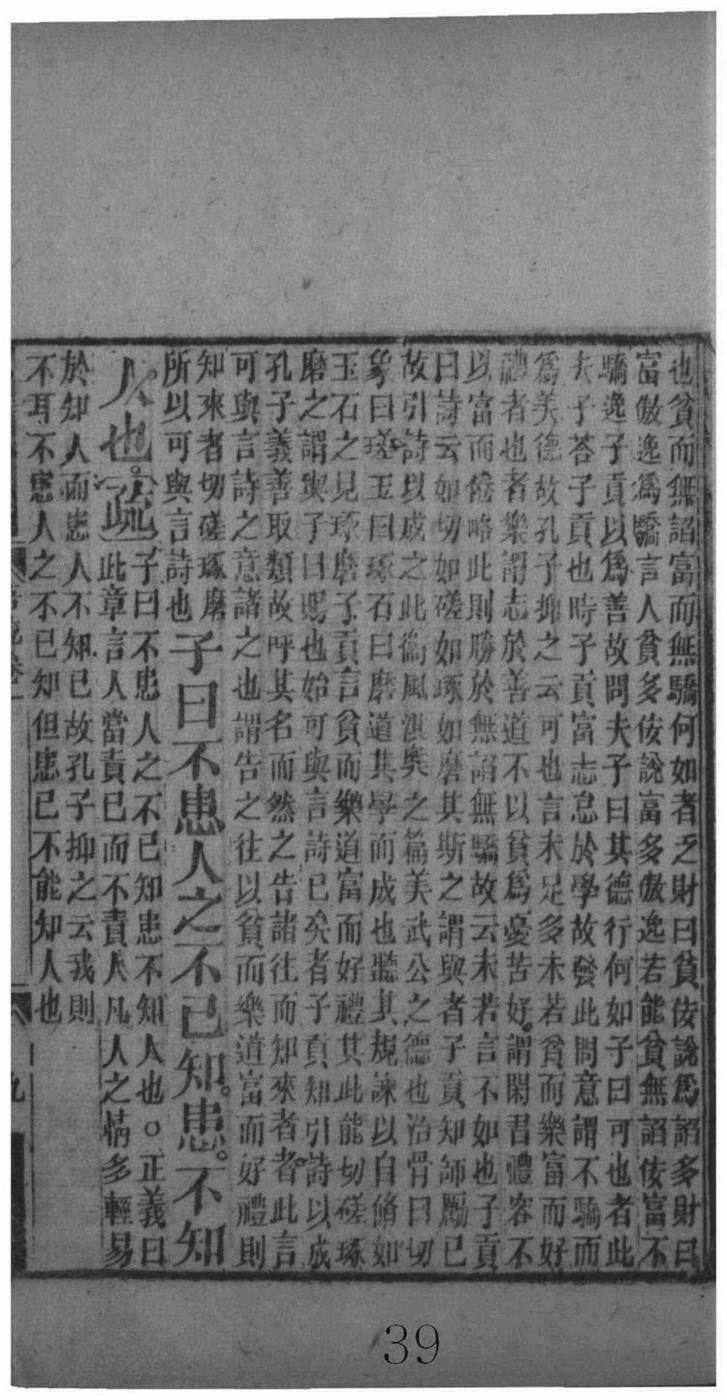 也貧而無諂富而無驕何如者乏財曰貧佞說爲諂多財曰
富傲逸爲驕言人貧多佞說富多傲逸若能貧無諂佞富不
驕逸子貢以爲善故問夫子曰其德行何如子曰可也者此
夫子荅子貢也時子貢富志怠於學故發此問意謂不驕而
爲美德故孔子抑之云可也言未足多未若貧而樂富而好
禮者也者樂謂志於善道不以貧爲憂苦好謂閑習禮容不
以富而倦略此則勝於無諂無驕故云未若言不如也子貢
曰詩云如切如磋如琢如磨其斯之謂與者子貢知師勵已
故引詩以成之此衞風淇奧之篇美武公之德也治骨曰切
象曰瑳玉曰琢石曰磨道其學而成也聽其規諫以自脩如
玉石之見琢磨子貢言貧而樂道富而好禮其此能切磋琢
磨之謂與子曰賜也始可與言詩已矣者子貢知引詩以成
孔子義善取類故呼其名而然之告諸往而知來者者此言
可與言詩之意諸之也謂告之往以貧而樂道富而好禮則
知來者切磋琢磨
所以可與言詩也
子曰不患人之不已知患不知
人也疏
子曰不患人之不已知患不知人也○正義曰
此章言人當責已而不責人凡人之情多輕易
於知人而患人不知已故孔子抑之云我則
不耳不患人之不已知但患已不能知人也
九
39